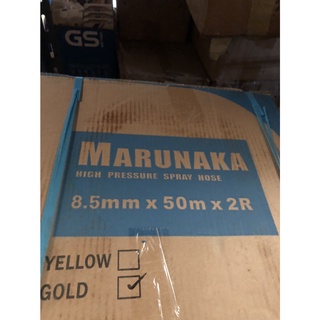 GS
MARUNAKA
HIGH PRESSURE SPRAY HOSE
8.5mm x 50m x 2R
YELLOW
GOLD